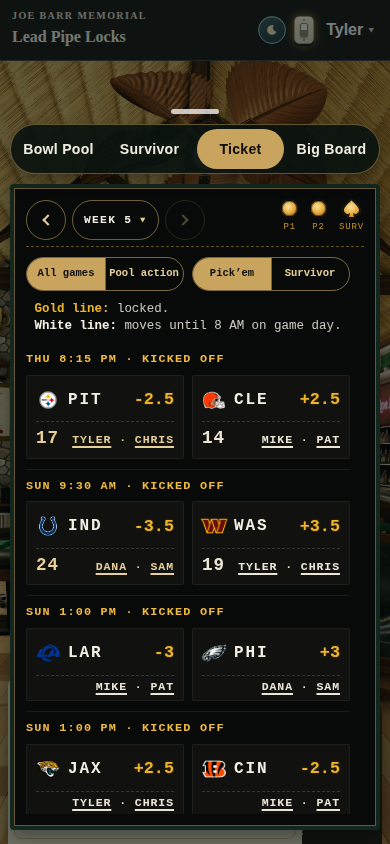 JOE BARR MEMORIAL
Lead Pipe Locks
Tyler
Bowl Pool Survivor Ticket Big Board
WEEK 5
P1 P2 SURV
All games Pool action Pick'em Survivor
Gold line: locked.
White line: moves until 8 AM on game day.
THU 8:15 PM · KICKED OFF
PIT -2.5 CLE +2.5
17 TYLER · CHRIS 14 MIKE · PAT
SUN 9:30 AM · KICKED OFF
IND -3.5 WAS +3.5
24 DANA · SAM 19 TYLER · CHRIS
SUN 1:00 PM · KICKED OFF
LAR -3 PHI +3
MIKE · PAT DANA · SAM
SUN 1:00 PM · KICKED OFF
JAX +2.5 CIN -2.5
TYLER · CHRIS MIKE · PAT